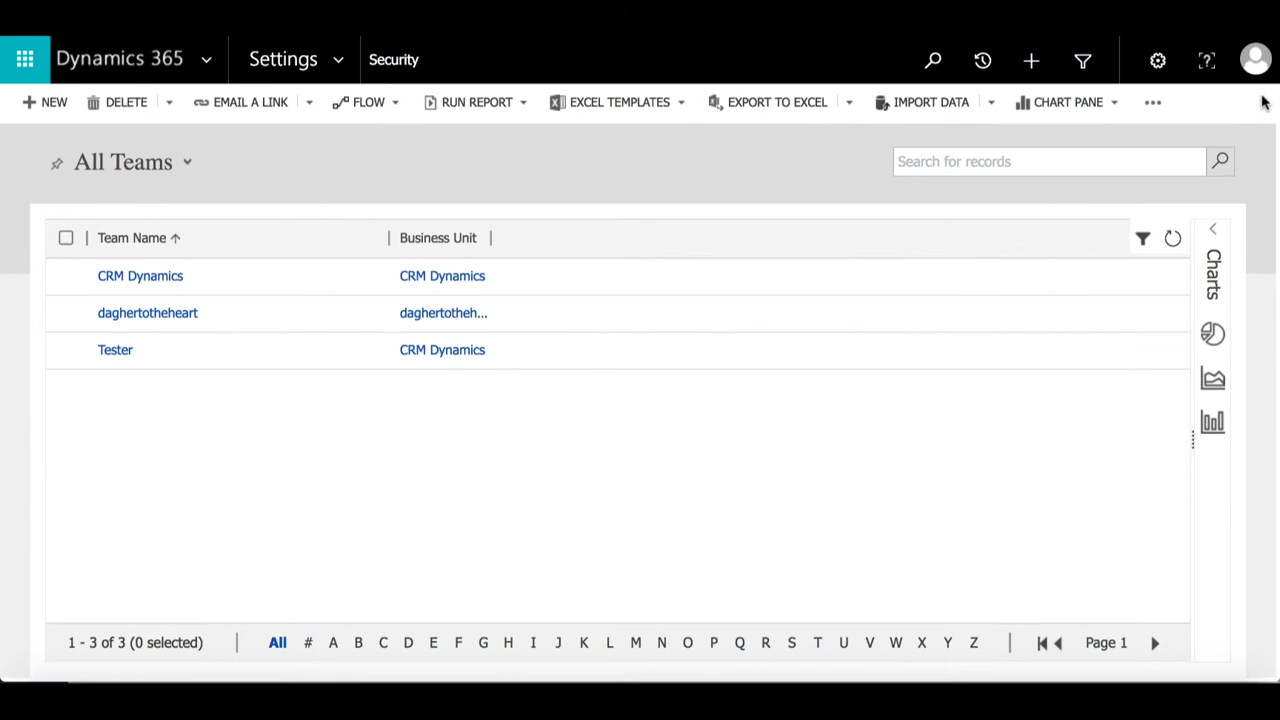 Dynamics 365 Settings Security
NEW DELETE EMAIL A LINK FLOW RUN REPORT EXCEL TEMPLATES EXPORT TO EXCEL IMPORT DATA CHART PANE
All Teams
Search for records
Team Name Business Unit
CRM Dynamics CRM Dynamics
daghertotheheart daghertotheh...
Tester CRM Dynamics
Charts
1 - 3 of 3 (0 selected) All # A B C D E F G H I J K L M N O P Q R S T U V W X Y Z Page 1